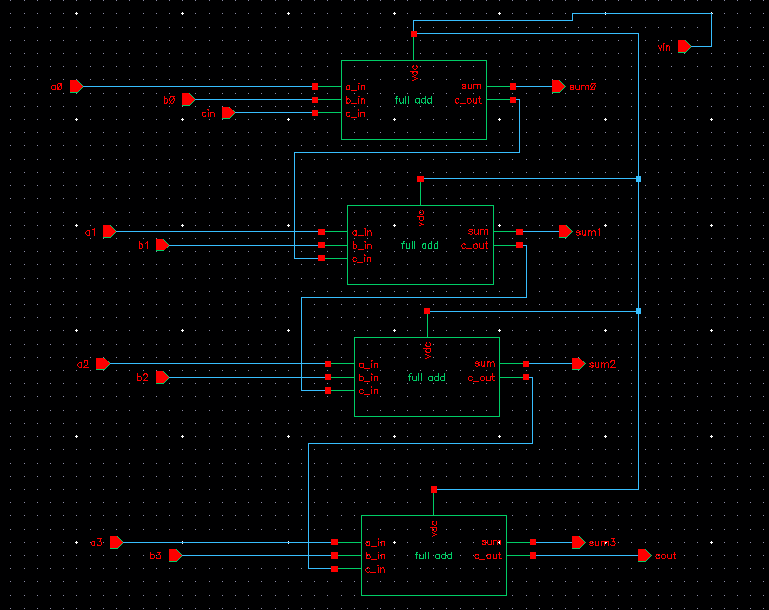 vin
vdc
a0 a_in sum sum0
b0 b_in full add c_out
cin c_in
vdc
a1 a_in sum sum1
b1 b_in full add c_out
c_in
vdc
a2 a_in sum sum2
b2 b_in full add c_out
c_in
vdc
a3 a_in sum sum3
b3 b_in full add c_out cout
c_in